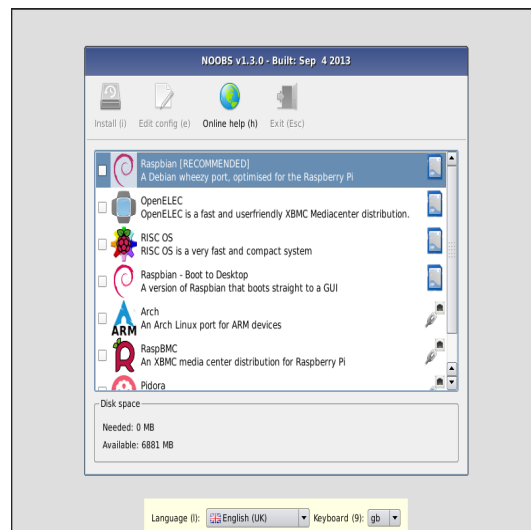 NOOBS v1.3.0 - Built: Sep 4 2013
Install (i) Edit config (e) Online help (h) Exit (Esc)
Raspbian [RECOMMENDED]
A Debian wheezy port, optimised for the Raspberry Pi
OpenELEC
OpenELEC is a fast and userfriendly XBMC Mediacenter distribution.
RISC OS
RISC OS is a very fast and compact system
Raspbian - Boot to Desktop
A version of Raspbian that boots straight to a GUI
ARM
Arch
An Arch Linux port for ARM devices
RaspBMC
An XBMC media center distribution for Raspberry Pi
Pidora
Disk space
Needed: 0 MB
Available: 6881 MB
Language (l): English (UK) Keyboard (9): gb